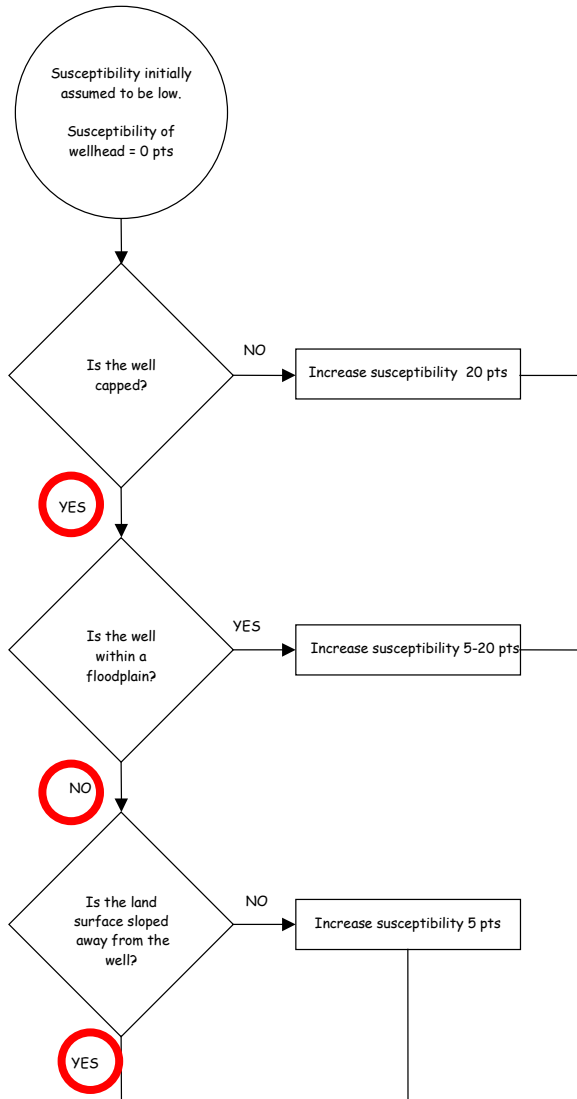 Susceptibility initially
assumed to be low.
Susceptibility of
wellhead = 0 pts
Is the well
capped?
NO
Increase susceptibility 20 pts
YES
Is the well
within a
floodplain?
YES
Increase susceptibility 5-20 pts
NO
Is the land
surface sloped
away from the
well?
NO
Increase susceptibility 5 pts
YES